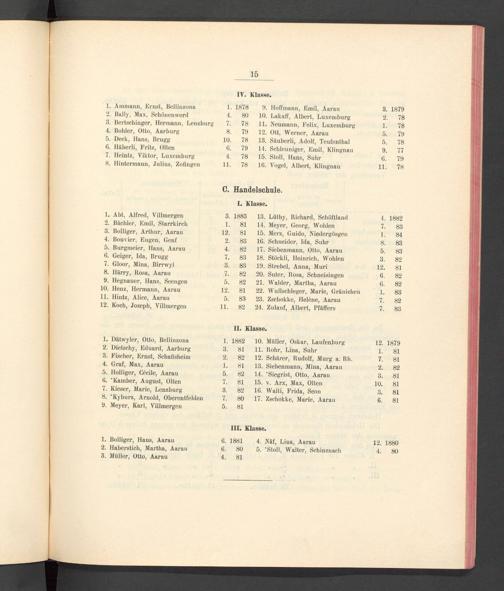 15
IV. Klasse.
1. Ammann, Ernst, Bellinzona 1. 1878
2. Bally, Max, Schönenwerd 4. 80
3. Bertschinger, Hermann, Lenzburg 7. 78
4. Bohler, Otto, Aarburg 8. 79
5. Deck, Hans, Brugg 10. 78
6. Häberli, Fritz, Olten 6. 79
7. Heintz, Viktor, Luxemburg 4. 78
8. Hintermann, Julius, Zofingen 11. 78
9. Hoffmann, Emil, Aarau 3. 1879
10. Lakaff, Albert, Luxemburg 2. 78
11. Neumann, Felix, Luxemburg 1. 78
12. Ott, Werner, Aarau 5. 79
13. Säuberli, Adolf, Teufenthal 5. 78
14. Schleuniger, Emil, Klingnau 9. 77
15. Stoll, Hans, Suhr 6. 79
16. Vogel, Albert, Klingnau 11. 78
C. Handelschule.
I. Klasse.
1. Abt, Alfred, Villmergen 3. 1883
1. 81
3. Bolliger, Arthur, Aarau 12. 81
4. Bouvier, Eugen, Genf 2. 83
5. Burgmeier, Hans, Aarau 4. 82
6. Geiger, Ida, Brugg 7. 83
7. Gloor, Mina, Birrwyl 3. 83
8. Härry, Rosa, Aarau 7. 82
9. Hegnauer, Hans, Seengen 5. 82
10. Henz, Hermann, Aarau 12. 81
11. Hintz, Alice, Aarau 5. 83
12. Koch, Joseph, Villmergen 11. 82
13. Lüthy, Richard, Schöftland 4. 1882
14. Meyer, Georg, Wohlen 7. 83
15. Merz, Guido, Niedergösgen 1. 84
16. Schneider, Ida, Suhr 8. 83
17. Siebenmann, Otto, Aarau 5. 83
18. Stöckli, Heinrich, Wohlen 3. 82
19. Strebel, Anna, Muri 12. 81
20. Suter, Rosa, Schneisingen 6. 82
21. Walder, Martha, Aarau 6. 82
22. Wullschleger, Marie, Gränichen 1. 83
23. Zschokke, Helène, Aarau 7. 82
24. Zulauf, Albert, Pfäffers 7. 83
II. Klasse.
1. Dätwyler, Otto, Bellinzona 1. 1882
2. Dietschy, Eduard, Aarburg 3. 81
3. Fischer, Ernst, Schafisheim 2. 82
4. Graf, Max, Aarau 1. 81
5. Holliger, Cécile, Aarau 5. 82
6. *Kamber, August, Olten 7. 81
7. Kieser, Marie, Lenzburg 3. 82
8. *Kyburz, Arnold, Oberentfelden 7. 80
9. Meyer, Karl, Villmergen 5. 81
10. Müller, Oskar, Laufenburg 12. 1879
11. Rohr, Lina, Suhr 1. 81
12. Schärer, Rudolf, Murg a. Rh. 7. 81
13. Siebenmann, Mina, Aarau 2. 82
14. *Siegrist, Otto, Aarau 3. 81
15. v. Arx, Max, Olten 10. 81
16. Frida, Seon 5. 81
17. Zschokke, Marie, Aarau 6. 81
III. Klasse.
1. Bolliger, Hans, Aarau 6. 1881
2. Haberstich, Martha, Aarau 6. 80
3. Müller, Otto, Aarau 4. 81
4. Näf, Lina, Aarau 12. 1880
5. *Stoll, Walter, Schinznach 4. 80